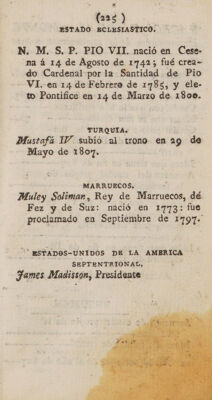 (225)
ESTADO ECLESIASTICO.
N. M. S. P. PIO VII. nació en Cese-
na á 14 de Agosto de 1742; fué crea-
do Cardenal por la Santidad de Pio
VI. en 14 de Febrero de 1785, y ele-
to Pontifice en 14 de Marzo de 1800.
TURQUIA.
Mustafá IV subió al trono en 29 de
Mayo de 1807.
MARRUECOS.
Muley Soliman, Rey de Marruecos, de
Fez y de Suz: nació en 1773: fue
proclamado en Septiembre de 1797.
ESTADOS-UNIDOS DE LA AMERICA
SEPTENTRIONAL.
James Madisson, Presidente